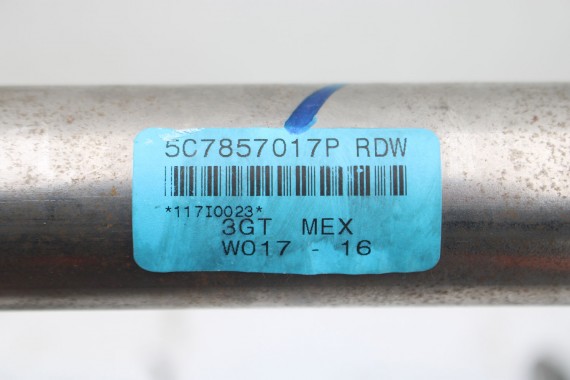 5C7857017P RDW
*117I0023*
3GT MEX
W017 - 16